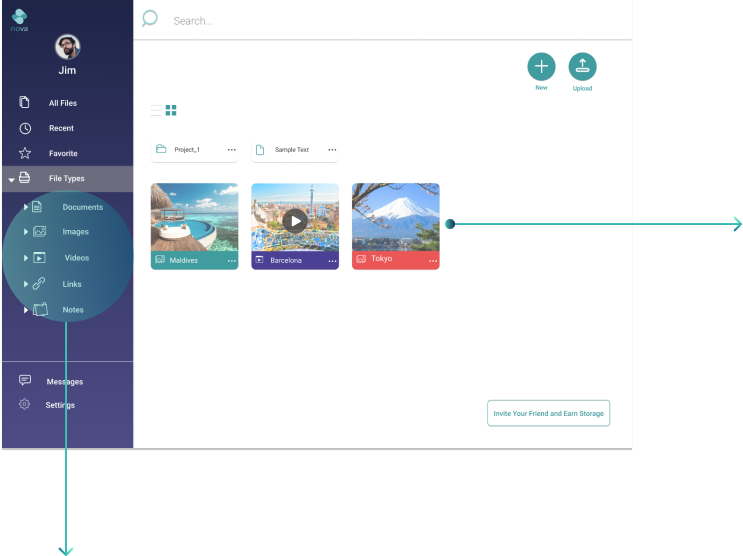 nova
Search...
Jim
New
Upload
All Files
Recent
Favorite
File Types
Documents
Images
Videos
Links
Notes
Messages
Settings
Project_1
Sample Text
Maldives
Barcelona
Tokyo
Invite Your Friend and Earn Storage